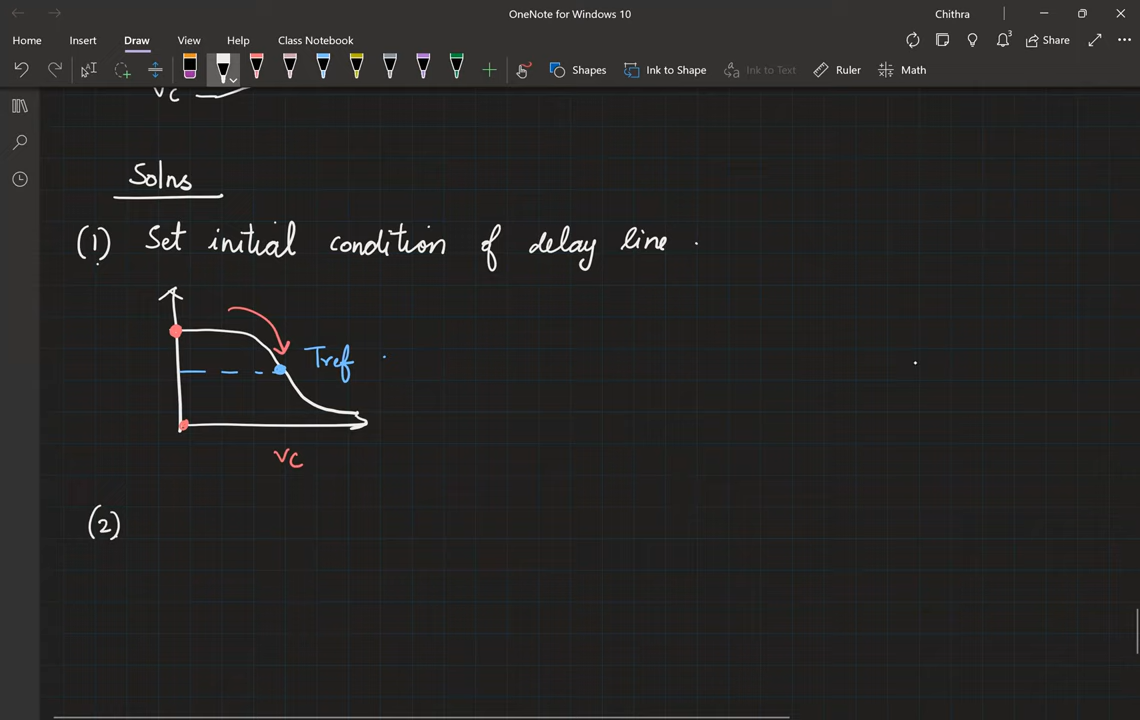 OneNote for Windows 10
Chithra
Home Insert Draw View Help Class Notebook
Share
Shapes Ink to Shape Ink to Text Ruler Math
VC
Solns
(1) Set initial condition of delay line .
Tref
VC
(2)